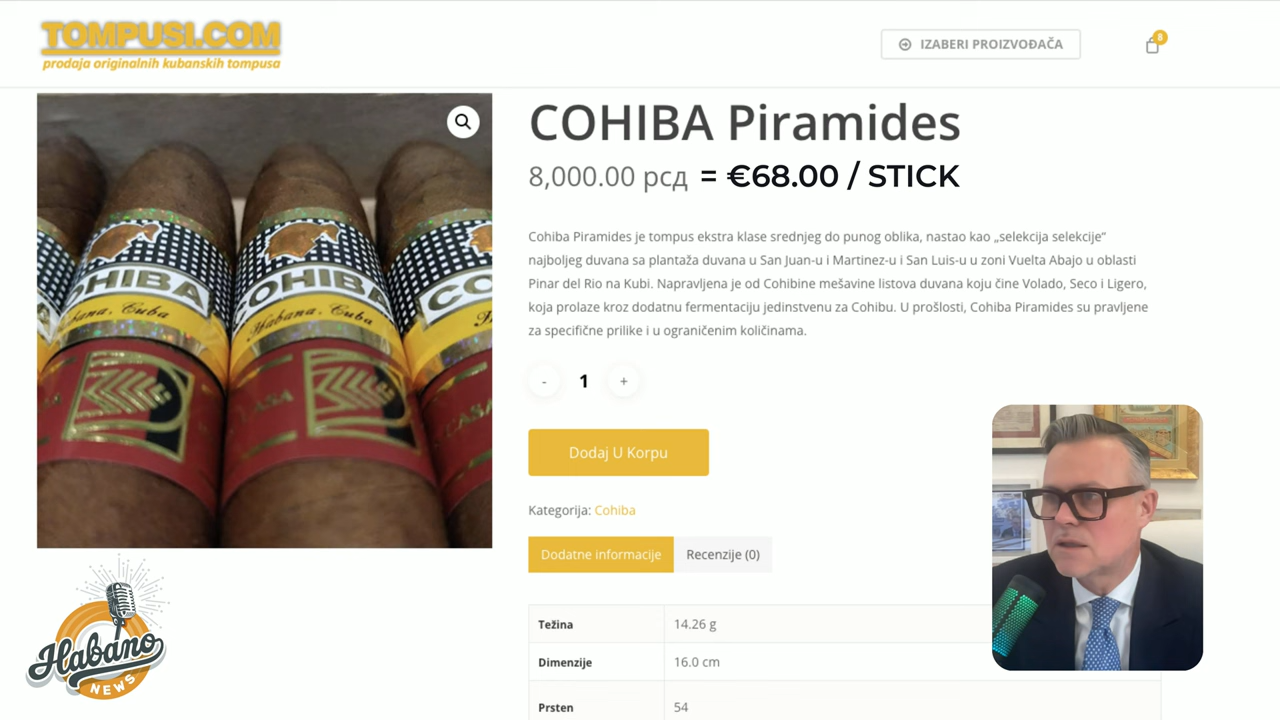 TOMPUSI.COM
prodaja originalnih kubanskih tompusa
IZABERI PROIZVOĐAČA
8
COHIBA Piramides
8,000.00 рсд = €68.00 / STICK
Cohiba Piramides je tompus ekstra klase srednjeg do punog oblika, nastao kao „selekcija selekcije”
najboljeg duvana sa plantaža duvana u San Juan-u i Martinez-u i San Luis-u u zoni Vuelta Abajo u oblasti
Pinar del Rio na Kubi. Napravljena je od Cohibine mešavine listova duvana koju čine Volado, Seco i Ligero,
koja prolaze kroz dodatnu fermentaciju jedinstvenu za Cohibu. U prošlosti, Cohiba Piramides su pravljene
za specifične prilike i u ograničenim količinama.
- 1 +
Dodaj U Korpu
Kategorija: Cohiba
Dodatne informacije Recenzije (0)
Težina 14.26 g
Dimenzije 16.0 cm
Prsten 54
OHIBA
COHIBA
CO
Habana, Cuba
Habano
NEWS